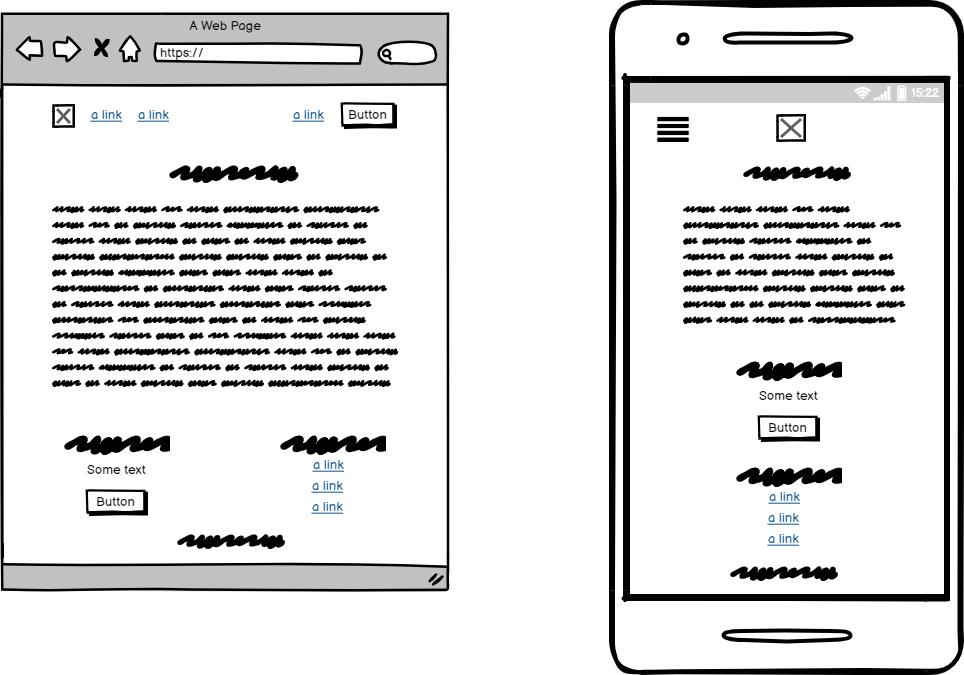 A Web Page
https://
a link a link a link Button
Some text
Button
a link
a link
a link
15:22
Some text
Button
a link
a link
a link